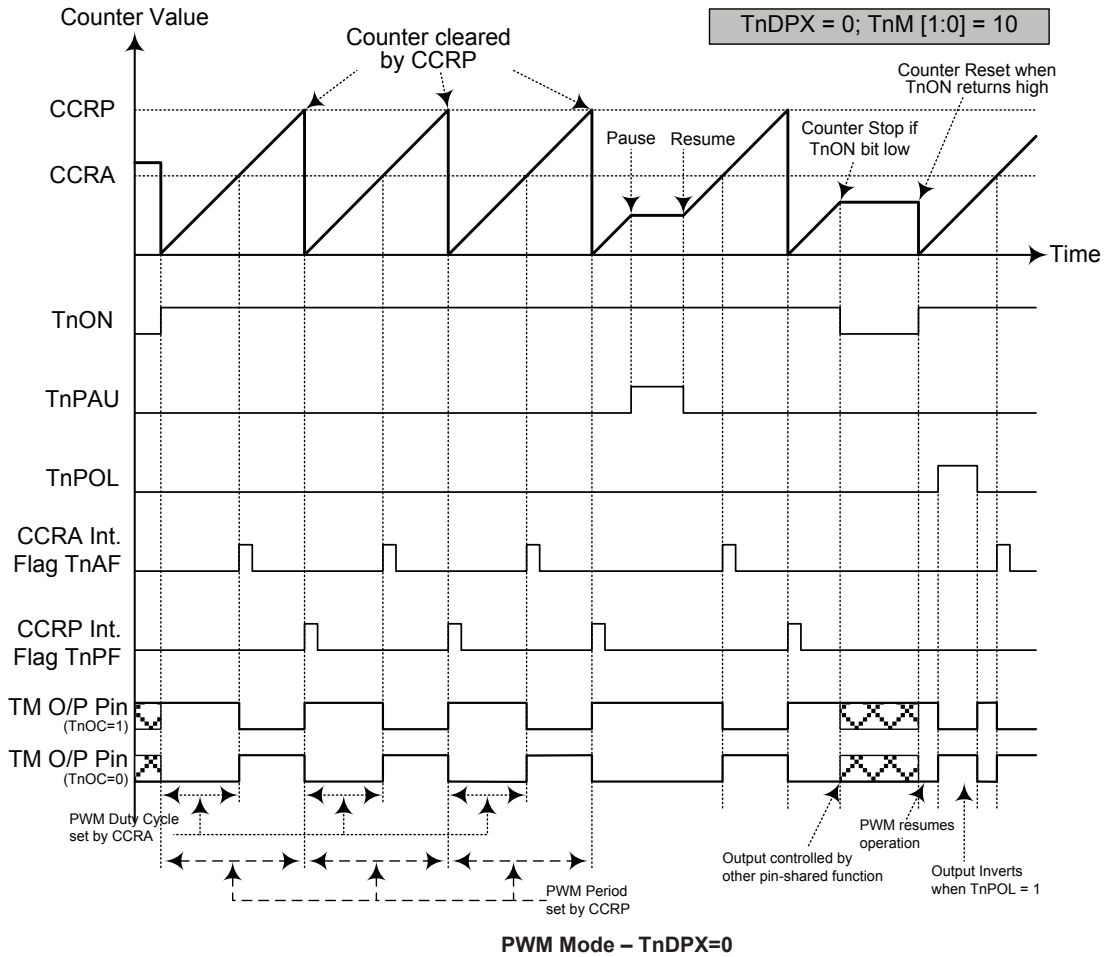 Counter Value
TnDPX = 0; TnM [1:0] = 10
Counter cleared
by CCRP
Counter Reset when
TnON returns high
CCRP
Counter Stop if
TnON bit low
Pause
Resume
CCRA
Time
TnON
TnPAU
TnPOL
CCRA Int.
Flag TnAF
CCRP Int.
Flag TnPF
TM O/P Pin
(TnOC=1)
TM O/P Pin
(TnOC=0)
PWM Duty Cycle
set by CCRA
PWM resumes
operation
Output controlled by
other pin-shared function
Output Inverts
when TnPOL = 1
PWM Period
set by CCRP
PWM Mode – TnDPX=0